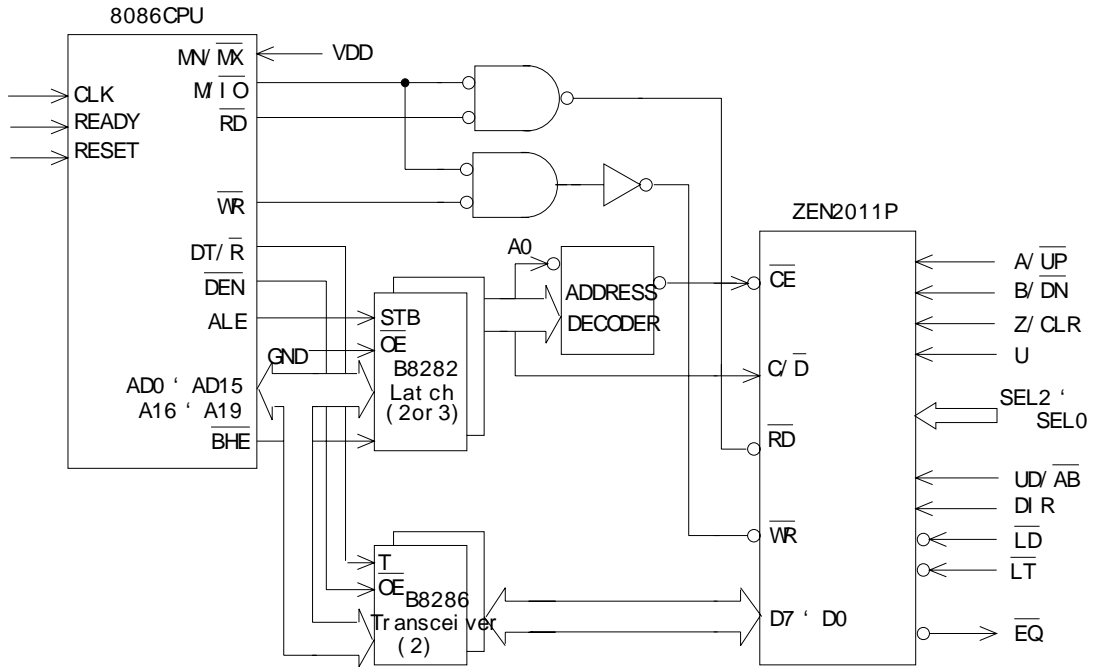 8086CPU
MN/MX
VDD
M/IO
CLK
READY
RD
RESET
WR
ZEN2011P
DT/R
A0
A/UP
DEN
ADDRESS
DECODER
CE
B/DN
ALE
STB
Z/CLR
OE
GND
U
B8282
Latch
(2or 3)
C/D
AD0 ‘ AD15
A16 ‘ A19
SEL2 ‘
SEL0
BHE
RD
UD/AB
DIR
WR
LD
T
LT
OE
B8286
Transceiver
(2)
D7 ‘ D0
EQ